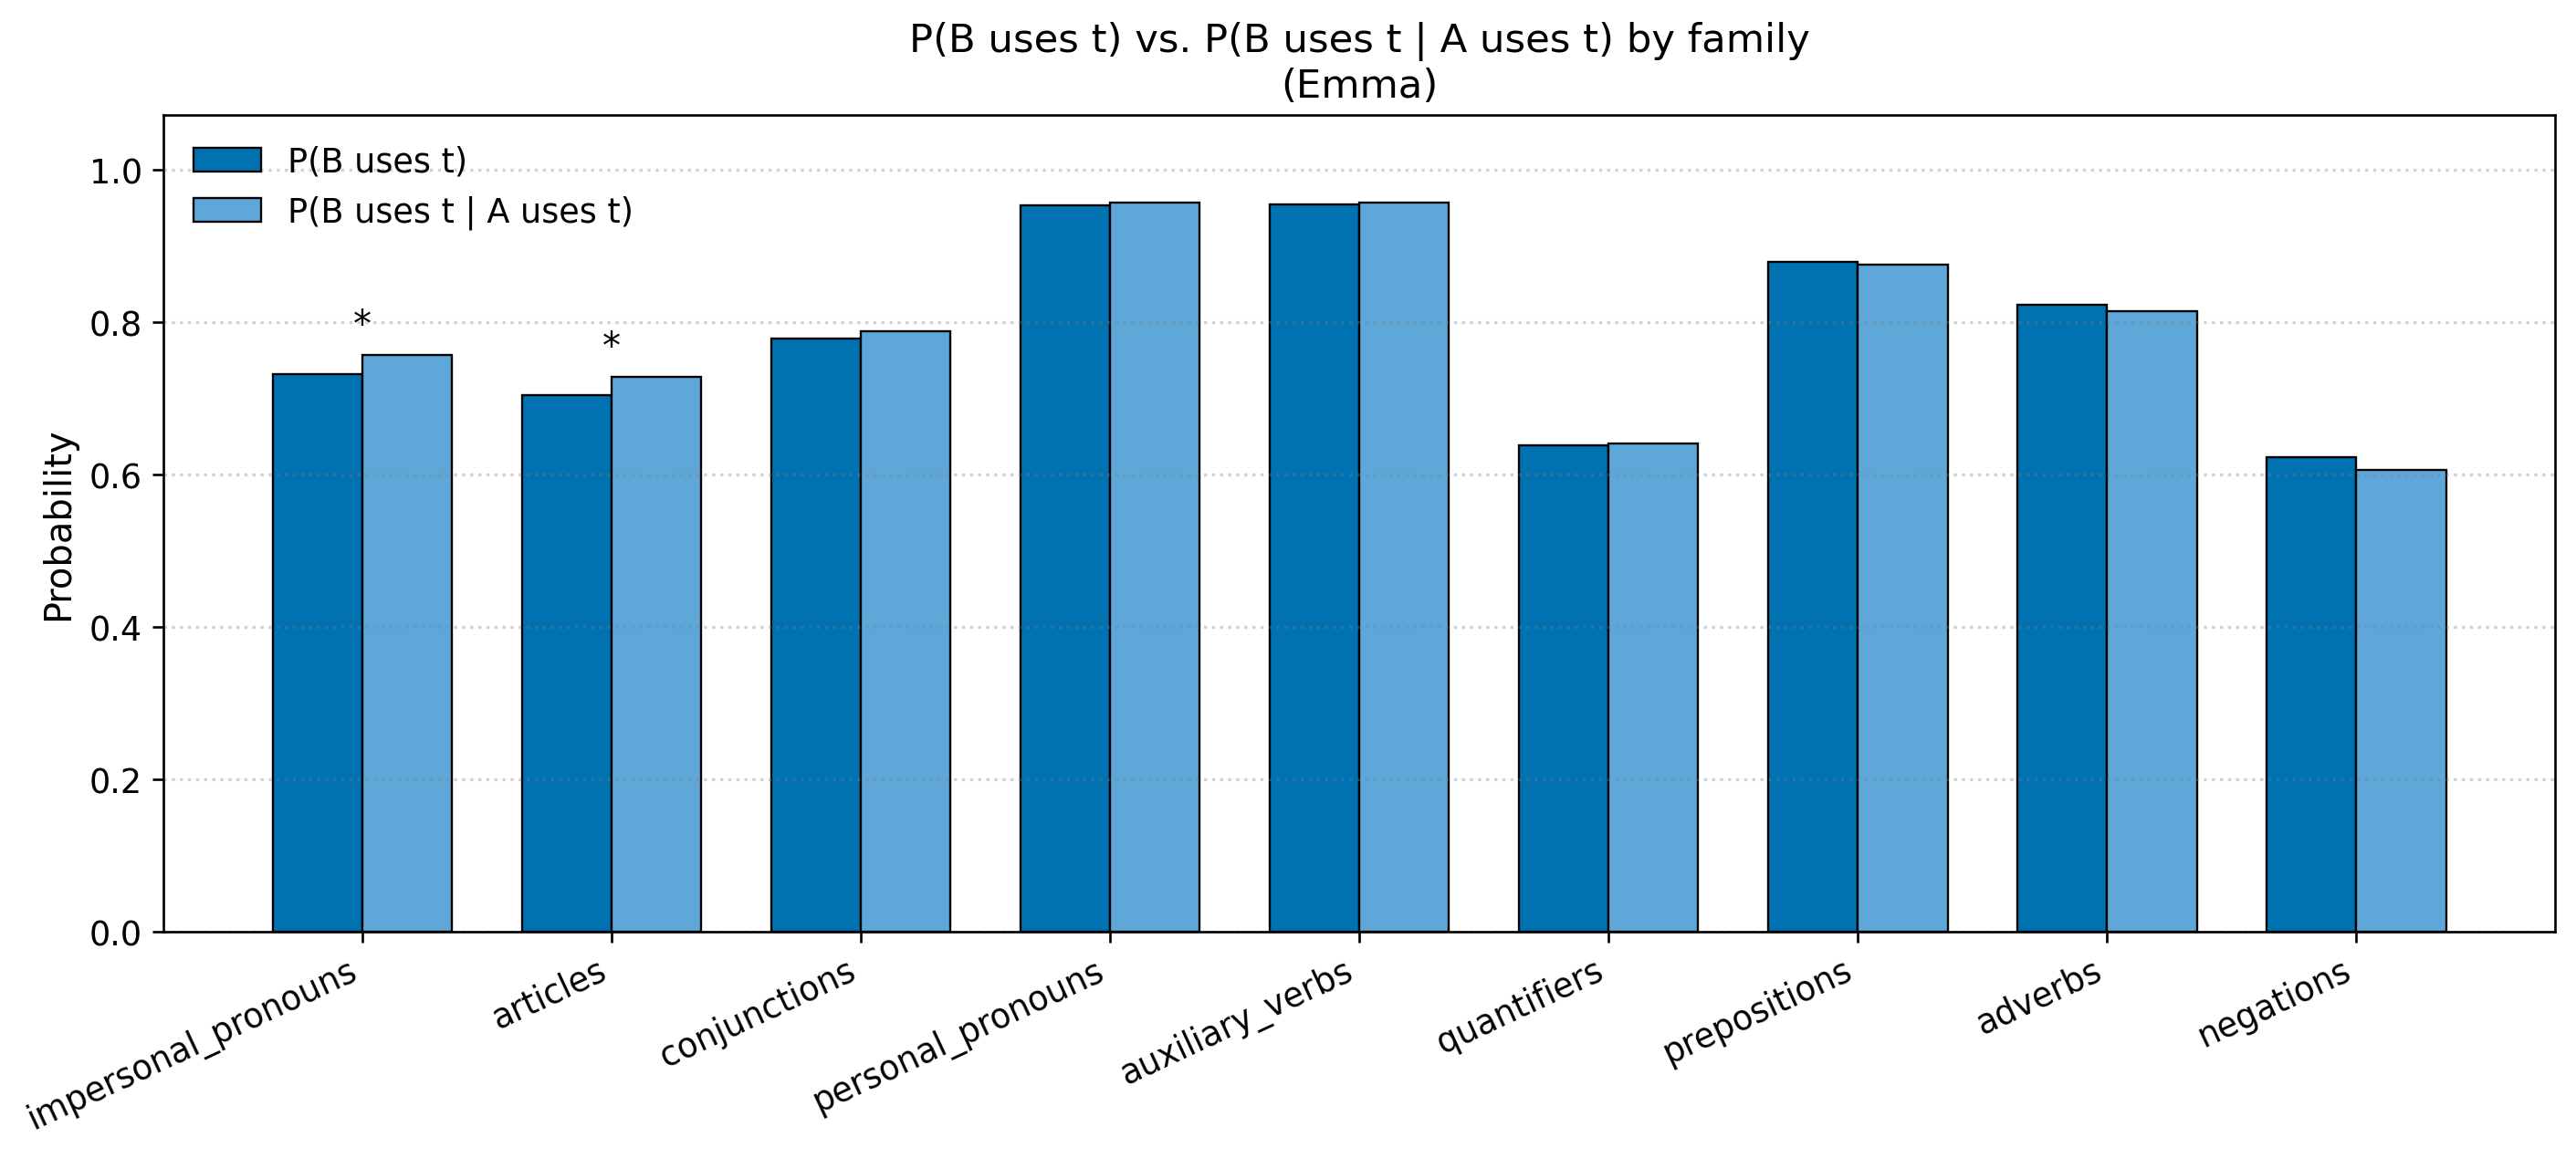 P(B uses t) vs. P(B uses t | A uses t) by family
(Emma)
P(B uses t)
P(B uses t | A uses t)
Probability
1.0
0.8
0.6
0.4
0.2
0.0
*
*
impersonal_pronouns
articles
conjunctions
personal_pronouns
auxiliary_verbs
quantifiers
prepositions
adverbs
negations